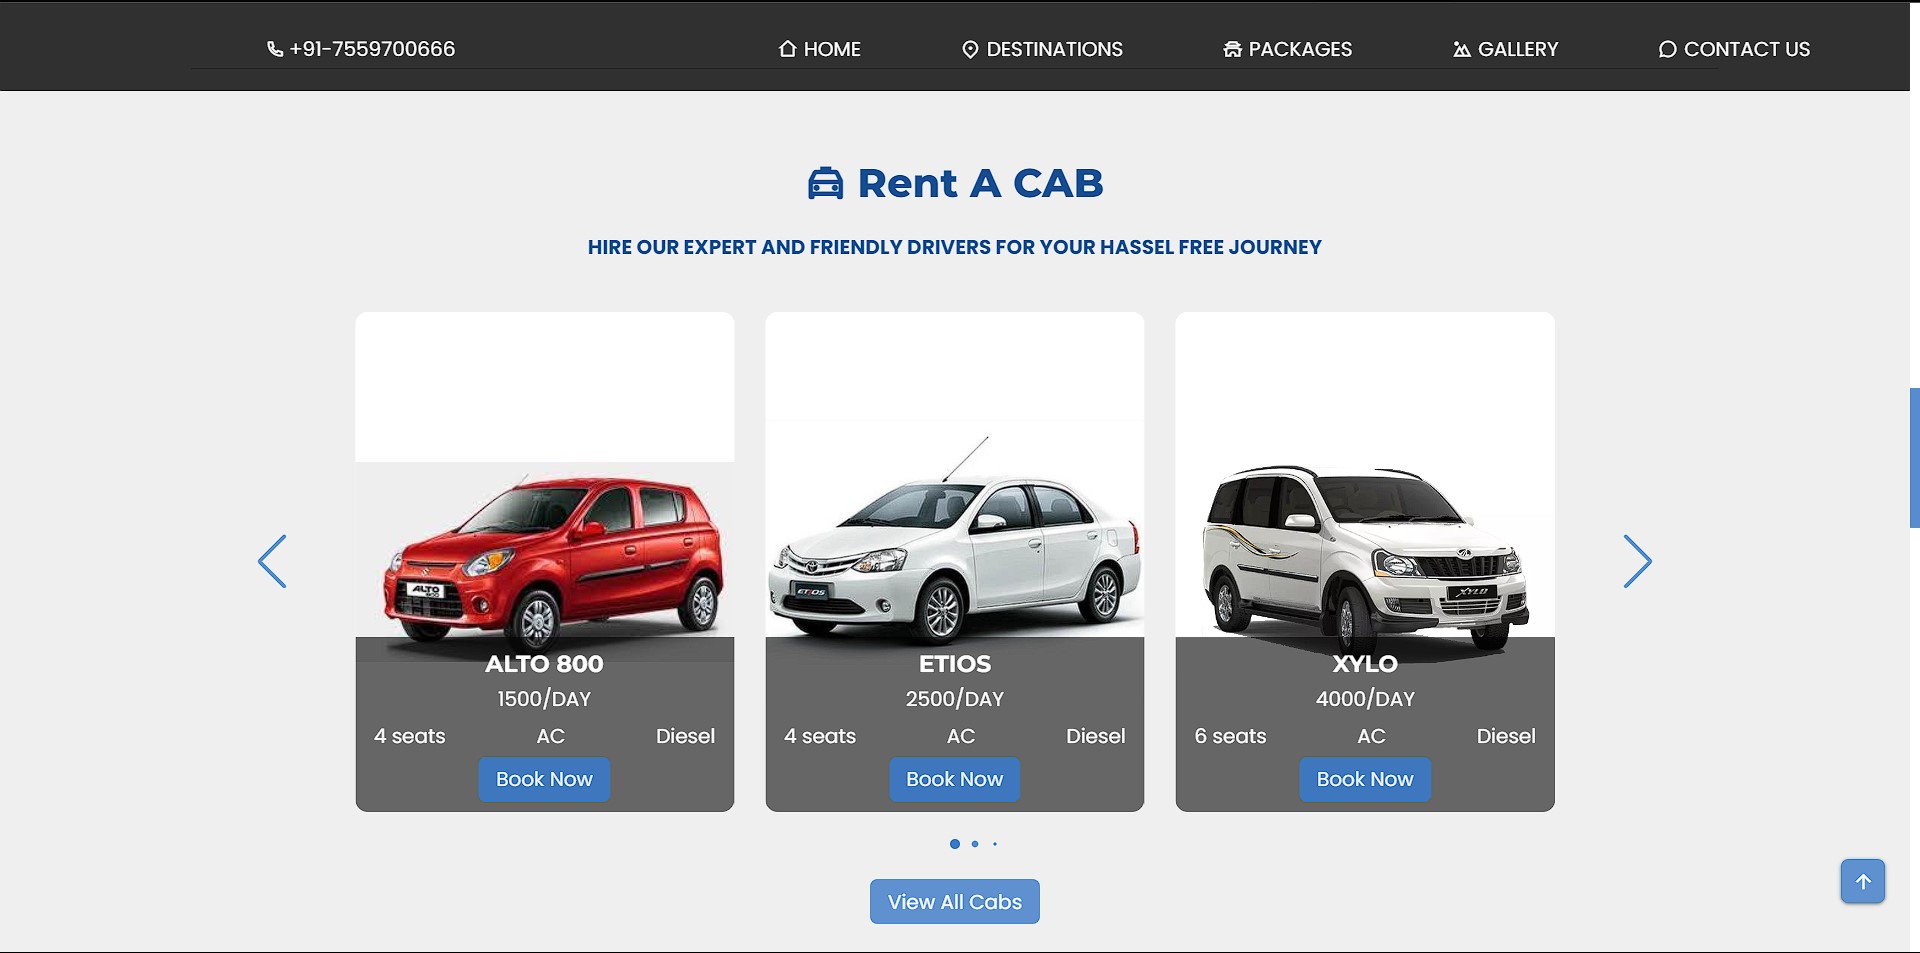 +91-7559700666 HOME DESTINATIONS PACKAGES GALLERY CONTACT US
Rent A CAB
HIRE OUR EXPERT AND FRIENDLY DRIVERS FOR YOUR HASSEL FREE JOURNEY
ALTO
ETIOS
XYLO
ALTO 800
1500/DAY
4 seats AC Diesel
Book Now
ETIOS
2500/DAY
4 seats AC Diesel
Book Now
XYLO
4000/DAY
6 seats AC Diesel
Book Now
View All Cabs